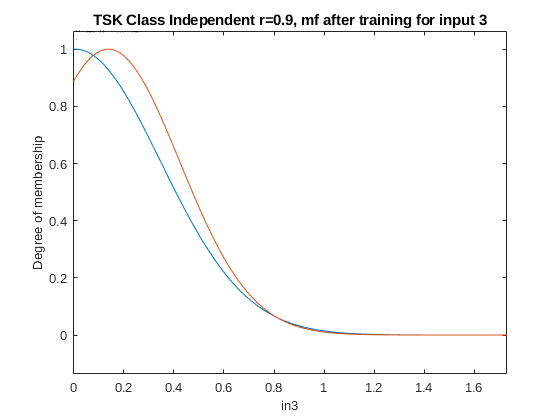 TSK Class Independent r=0.9, mf after training for input 3
1
0.8
0.6
0.4
0.2
0
Degree of membership
0 0.2 0.4 0.6 0.8 1 1.2 1.4 1.6
in3